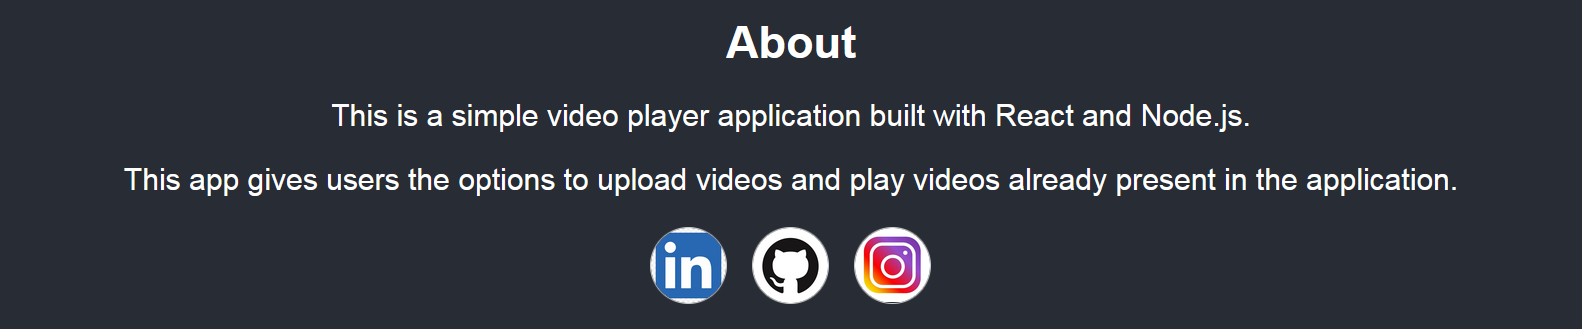 About
This is a simple video player application built with React and Node.js.
This app gives users the options to upload videos and play videos already present in the application.
in